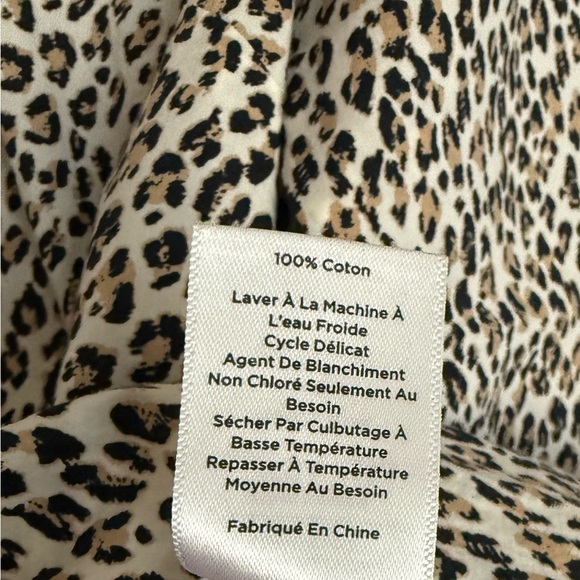 100% Coton
Laver À La Machine À
L'eau Froide
Cycle Délicat
Agent De Blanchiment
Non Chloré Seulement Au
Besoin
Sécher Par Culbutage À
Basse Température
Repasser À Température
Moyenne Au Besoin
Fabriqué En Chine